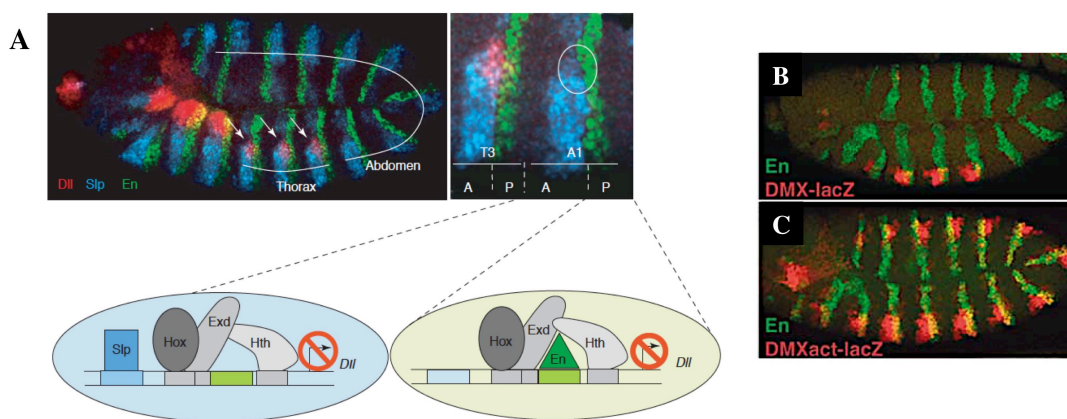 A
Dll Slp En
Thorax
Abdomen
T3 A1
A P A P
B
En
DMX-lacZ
C
En
DMXact-lacZ
Slp Hox Exd Hth Dll
Hox Exd Hth En Dll